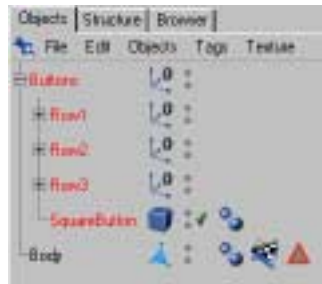 Objects Structure Browser
File Edit Objects Tags Texture
Buttons
Row1
Row2
Row3
SquareButton
Body